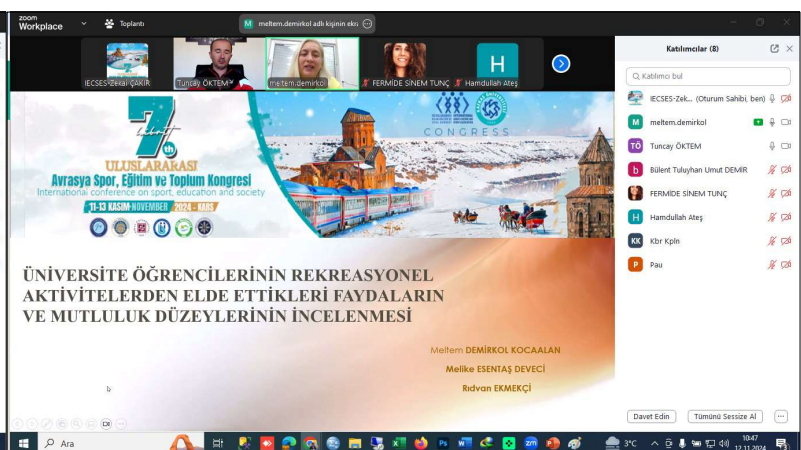 zoom
Workplace
Toplantı
M meltem.demirkol adlı kişinin ekra
IECSES-Zekai ÇAKIR
Tuncay ÖKTEM
meltem.demirkol
FERMİDE SİNEM TUNÇ
H
Hamdullah Ateş
7th
ULUSLARARASI
Avrasya Spor, Eğitim ve Toplum Kongresi
International conference on sport, education and society
11-13 KASIM-NOVEMBER 2024 - KARS
CONGRESS
ÜNİVERSİTE ÖĞRENCİLERİNİN REKREASYONEL
AKTİVİTELERDEN ELDE ETTİKLERİ FAYDALARIN
VE MUTLULUK DÜZEYLERİNİN İNCELENMESİ
Meltem DEMİRKOL KOCAALAN
Melike ESENTAŞ DEVECİ
Rıdvan EKMEKÇİ
Katılımcılar (8)
Katılımcı bul
IECSES-Zek... (Oturum Sahibi, ben)
M meltem.demirkol
TÖ Tuncay ÖKTEM
b Bülent Tuluyhan Umut DEMİR
FERMİDE SİNEM TUNÇ
H Hamdullah Ateş
KK Kbr Kpln
P Pau
Davet Edin
Tümünü Sessize Al
Ara
3°C
10:47
12.11.2024